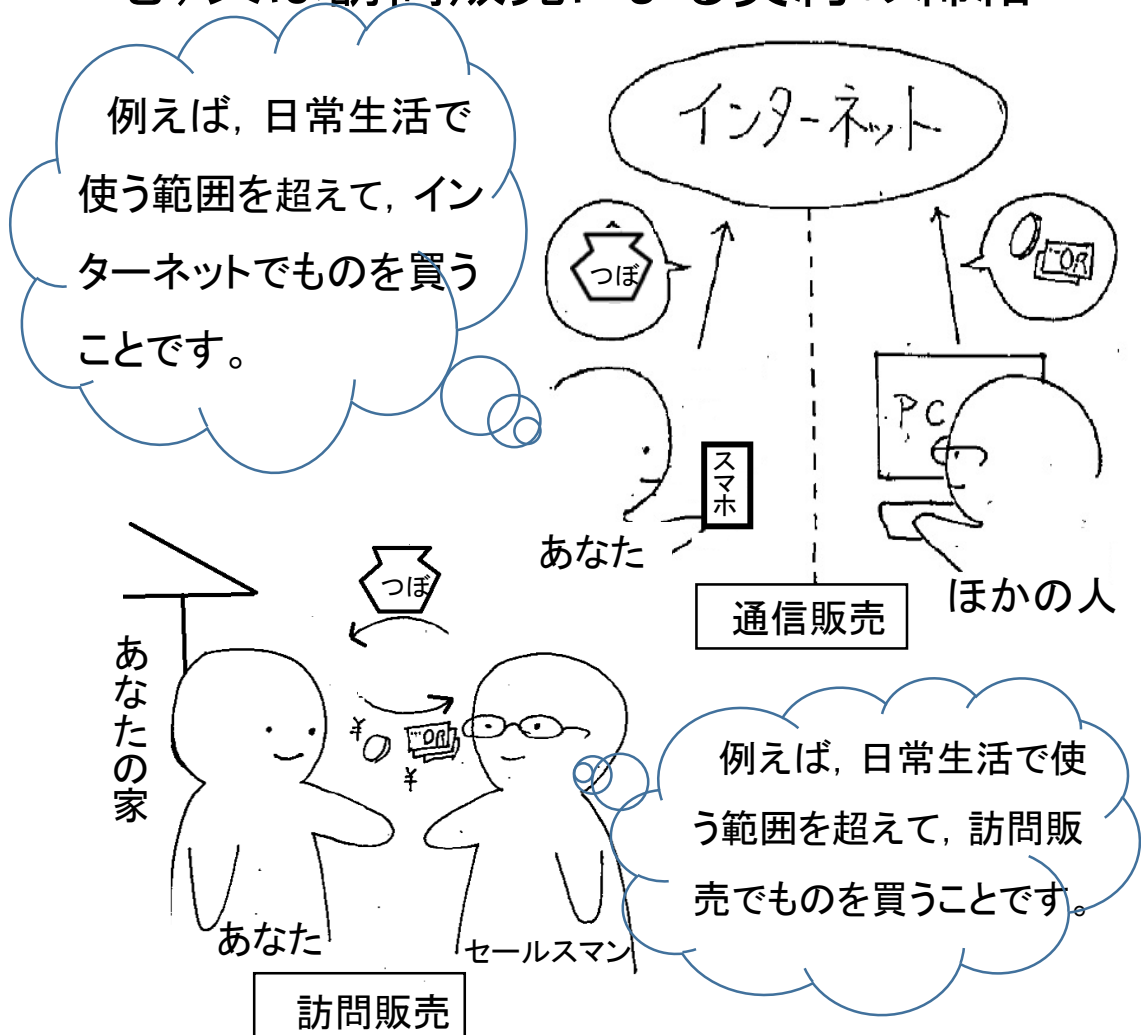 例えば，日常生活で
使う範囲を超えて，イン
ターネットでものを買う
ことです。
インターネット
つぼ
PC
スマホ
あなた
ほかの人
通信販売
つぼ
あなたの家
¥
¥
例えば，日常生活で使
う範囲を超えて，訪問販
売でものを買うことです。
あなた
セールスマン
訪問販売